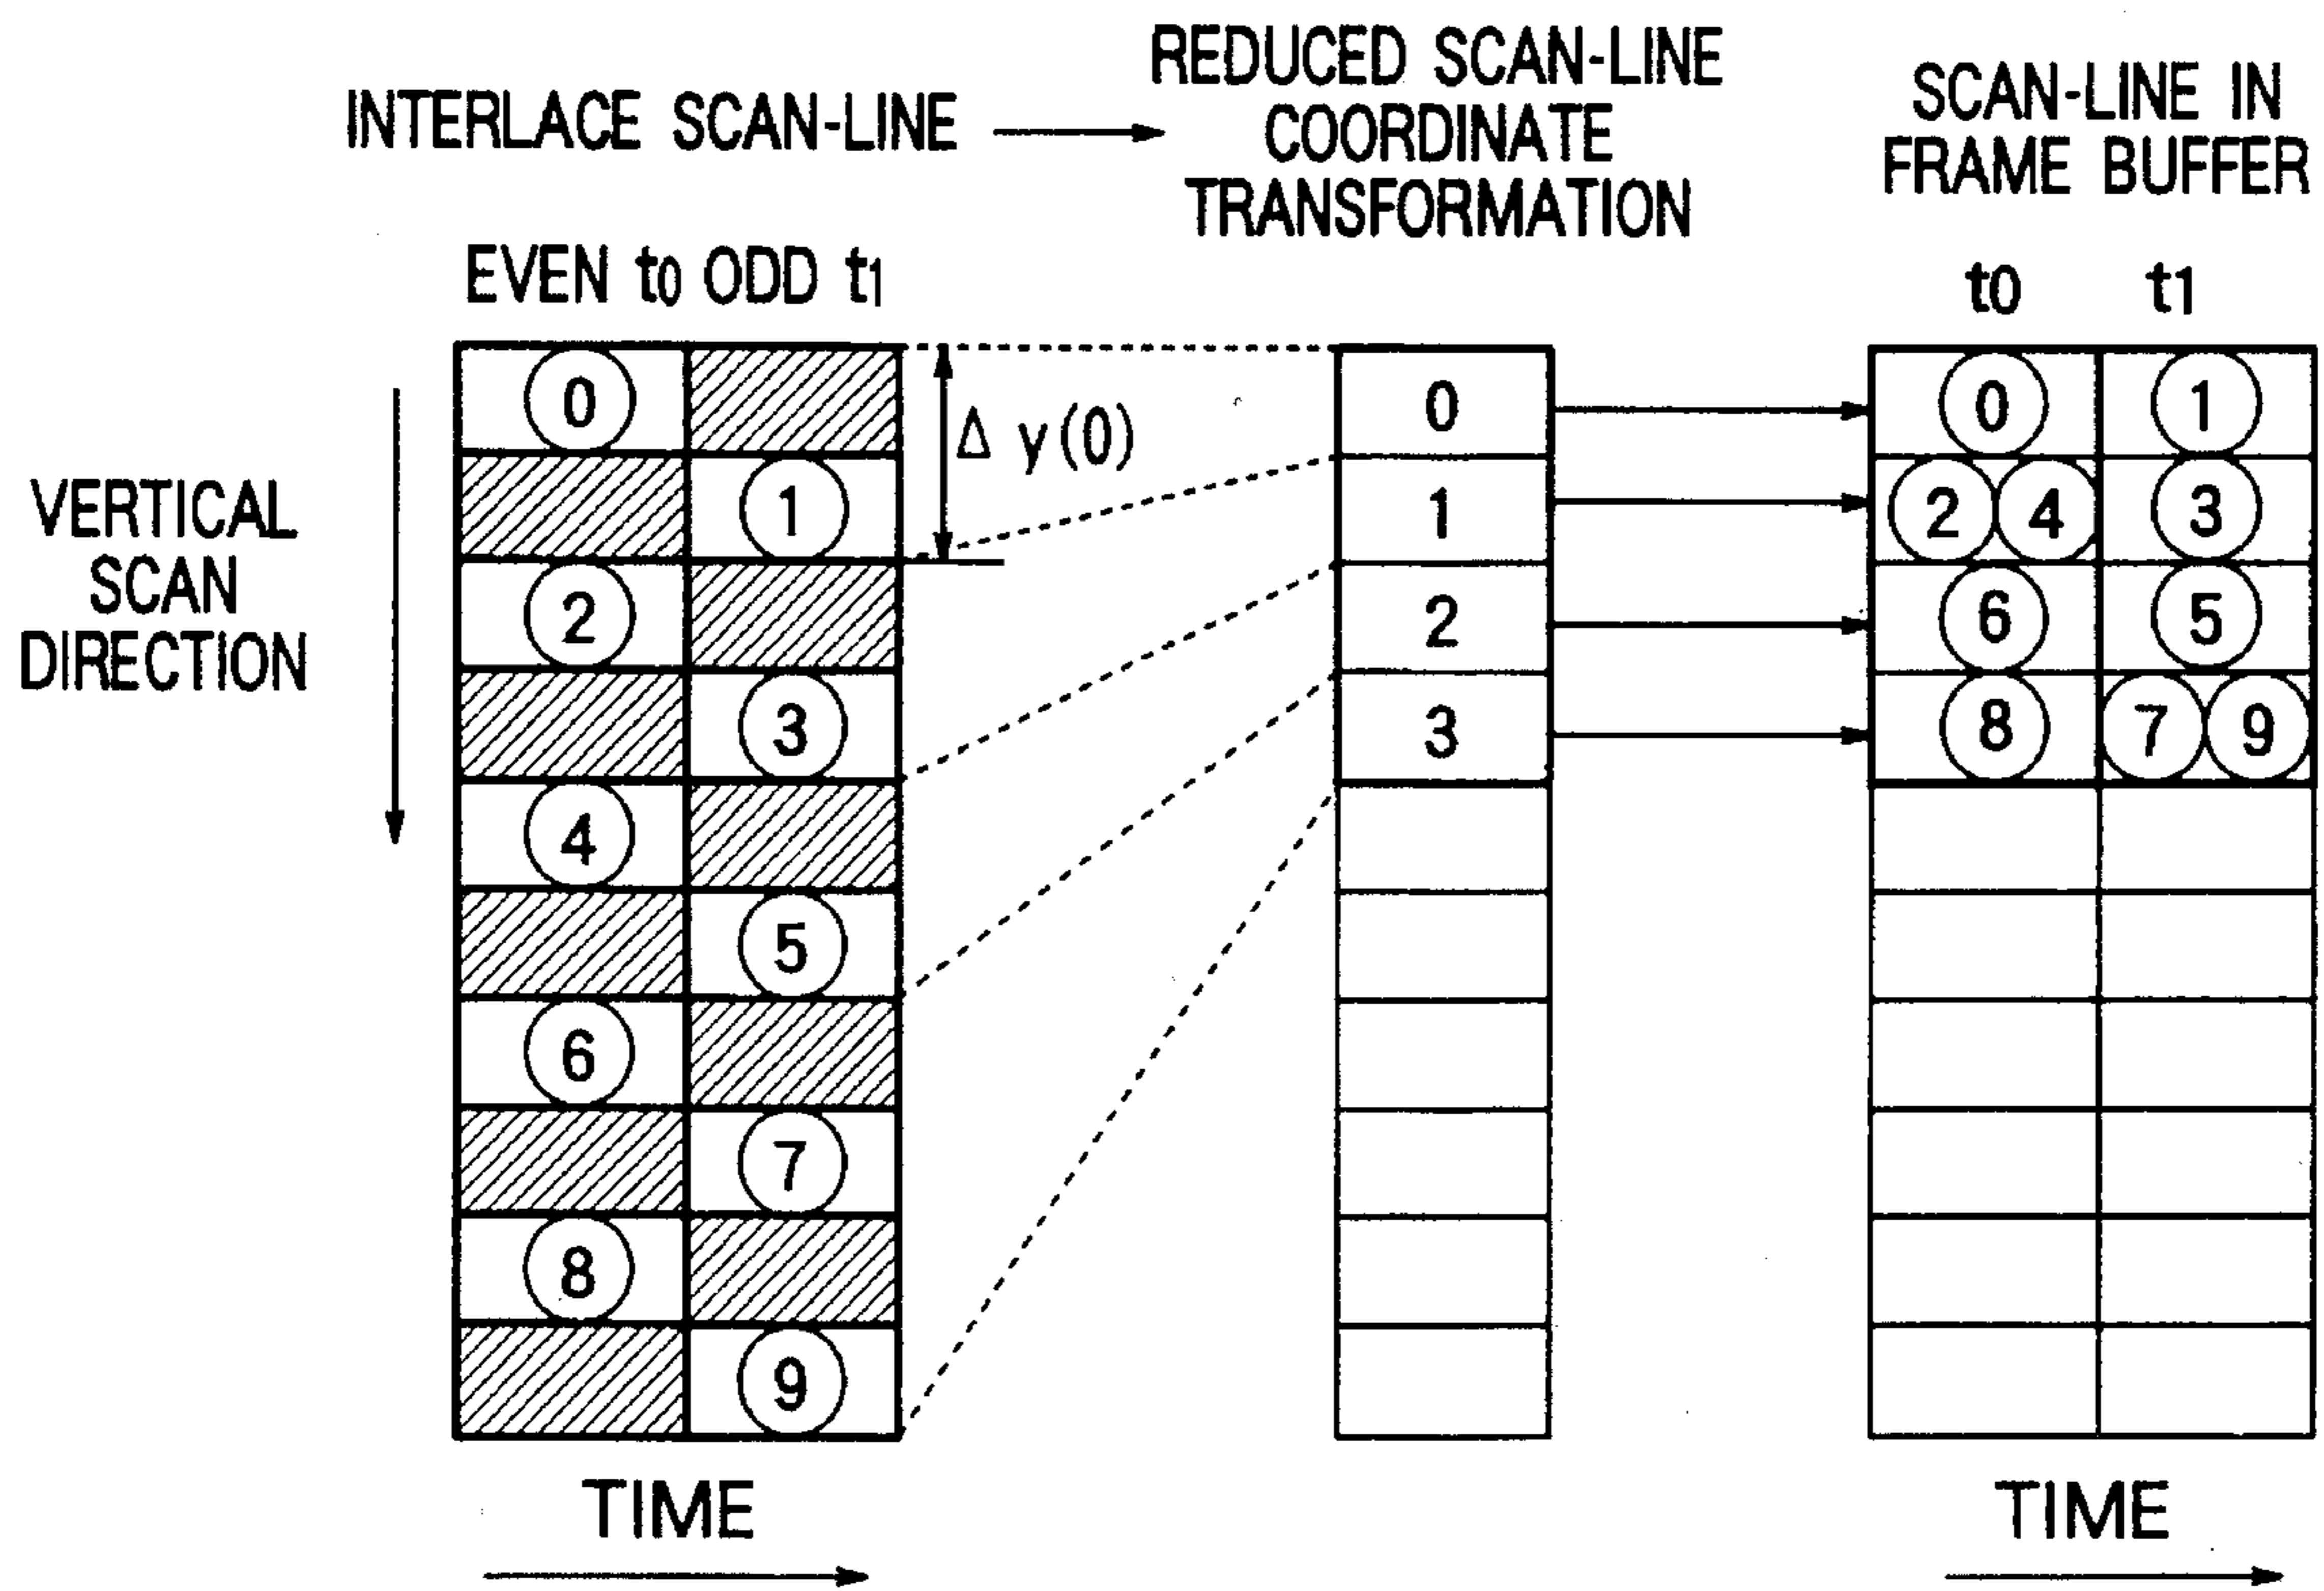 INTERLACE SCAN-LINE
REDUCED SCAN-LINE
COORDINATE
TRANSFORMATION
SCAN-LINE IN
FRAME BUFFER
EVEN t0 ODD t1
t0 t1
VERTICAL
SCAN
DIRECTION
Δ y(0)
0
1
2
3
4
5
6
7
8
9
0
1
2
3
0 1
2 4 3
6 5
8 7 9
TIME
TIME